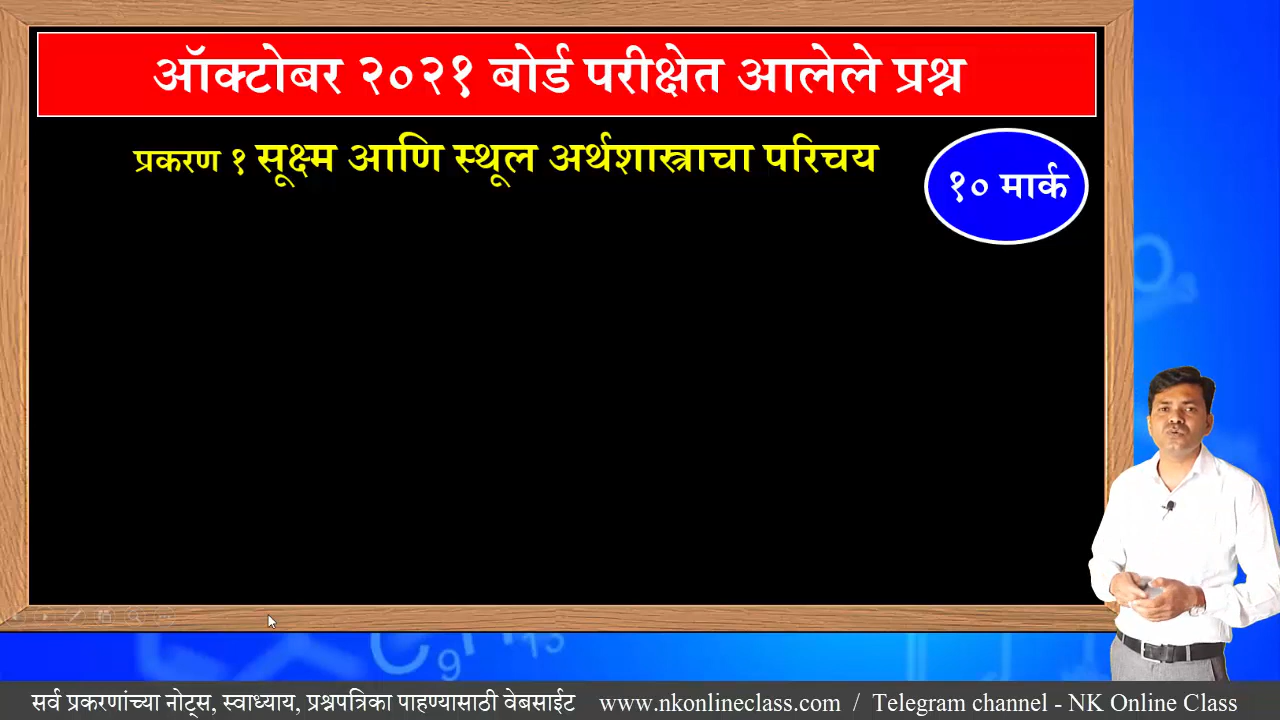 ऑक्टोबर २०२१ बोर्ड परीक्षेत आलेले प्रश्न
प्रकरण १ सूक्ष्म आणि स्थूल अर्थशास्त्राचा परिचय
१० मार्क
C9H13
सर्व प्रकरणांच्या नोट्स, स्वाध्याय, प्रश्नपत्रिका पाहण्यासाठी वेबसाईट www.nkonlineclass.com / Telegram channel - NK Online Class